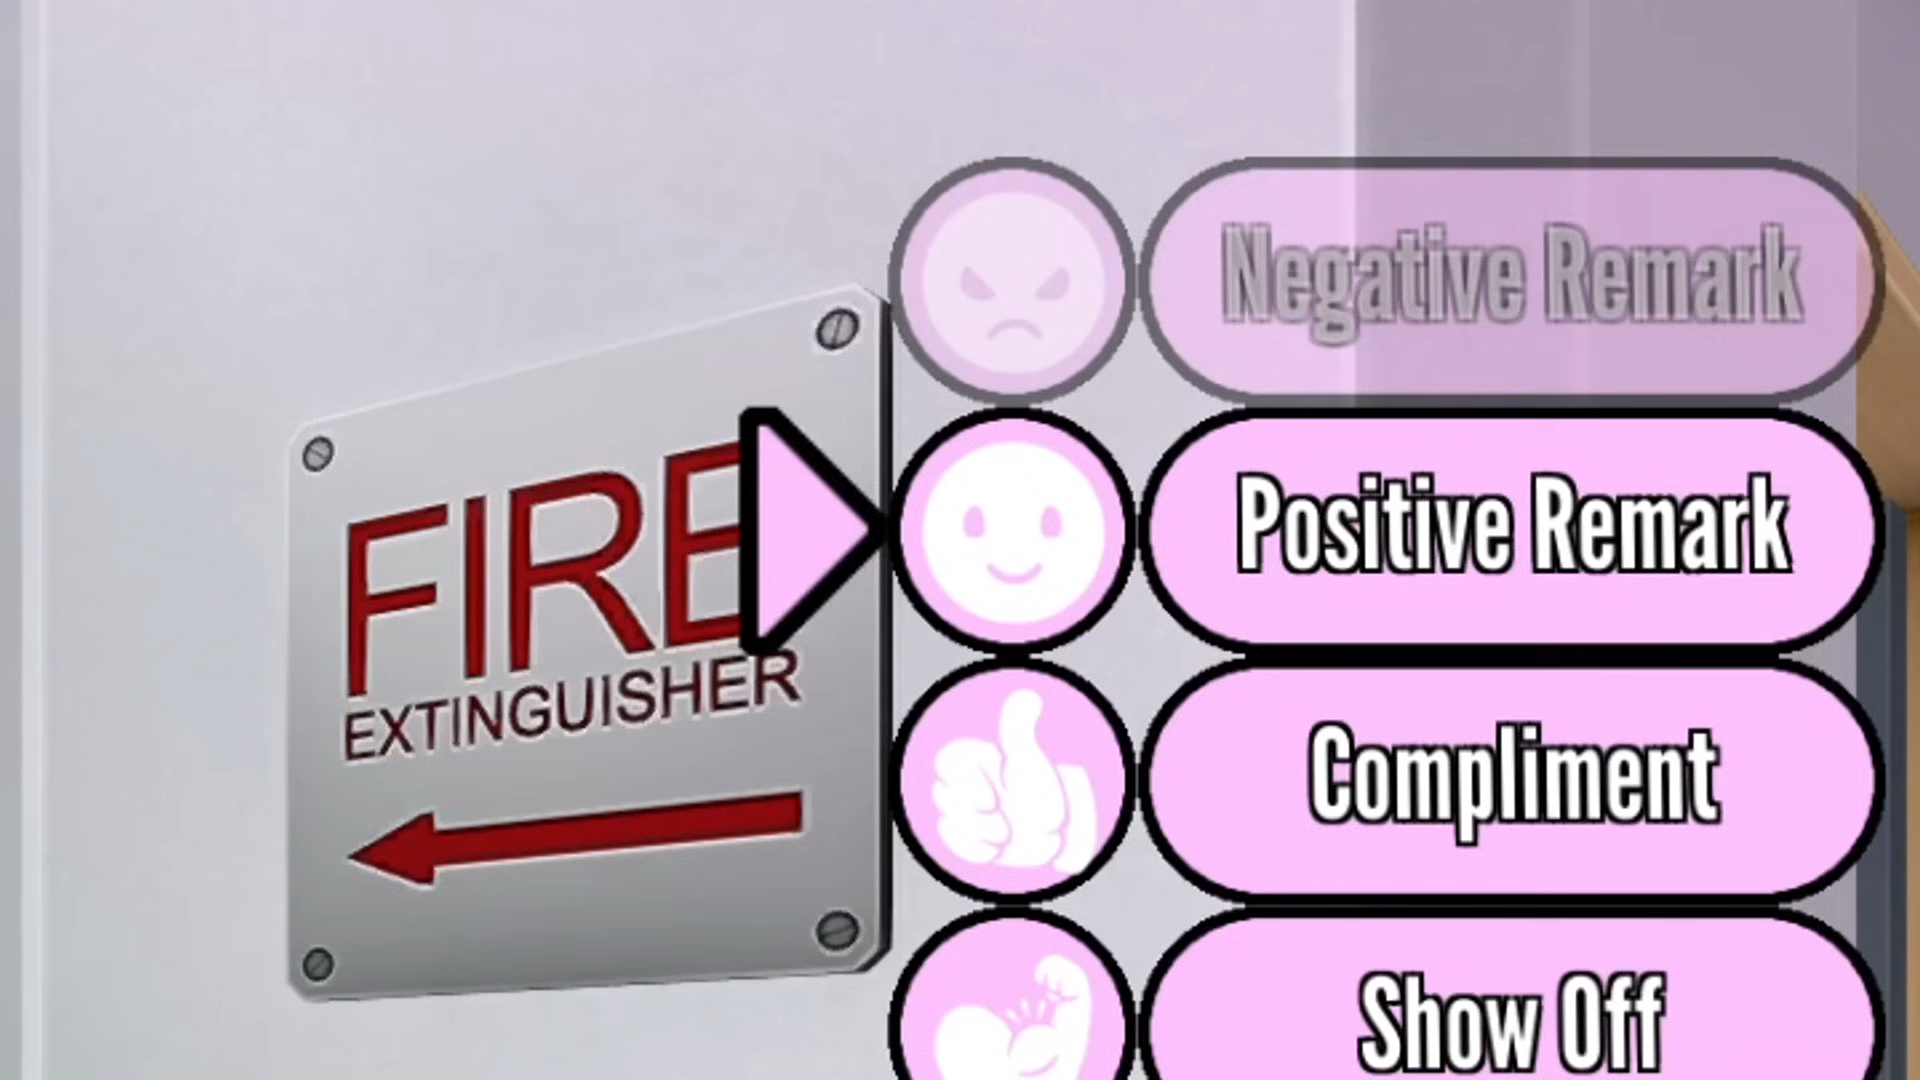 FIRE
EXTINGUISHER
Negative Remark
Positive Remark
Compliment
Show Off